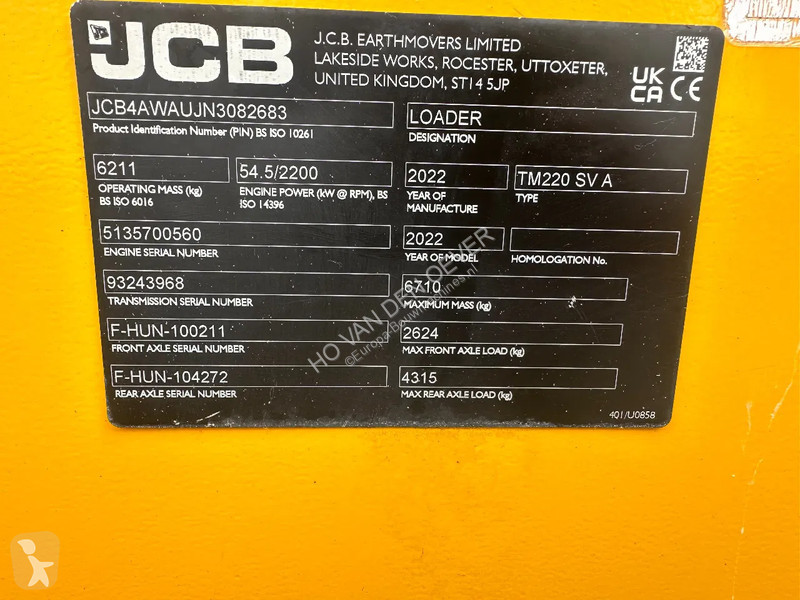 JCB
J.C.B. EARTHMOVERS LIMITED
LAKESIDE WORKS, ROCESTER, UTTOXETER,
UNITED KINGDOM, ST14 5JP
UK
CA CE
JCB4AWAUJN3082683
Product Identification Number (PIN) BS ISO 10261
LOADER
DESIGNATION
6211
OPERATING MASS (kg)
BS ISO 6016
54.5/2200
ENGINE POWER (kW @ RPM), BS
ISO 14396
2022
YEAR OF
MANUFACTURE
TM220 SV A
TYPE
5135700560
ENGINE SERIAL NUMBER
2022
YEAR OF MODEL
HOMOLOGATION No.
93243968
TRANSMISSION SERIAL NUMBER
6710
MAXIMUM MASS (kg)
F-HUN-100211
FRONT AXLE SERIAL NUMBER
2624
MAX FRONT AXLE LOAD (kg)
F-HUN-104272
REAR AXLE SERIAL NUMBER
4315
MAX REAR AXLE LOAD (kg)
401/U0858
HO VAN DEN OEVER
©Europa-Bouwmachines.nl